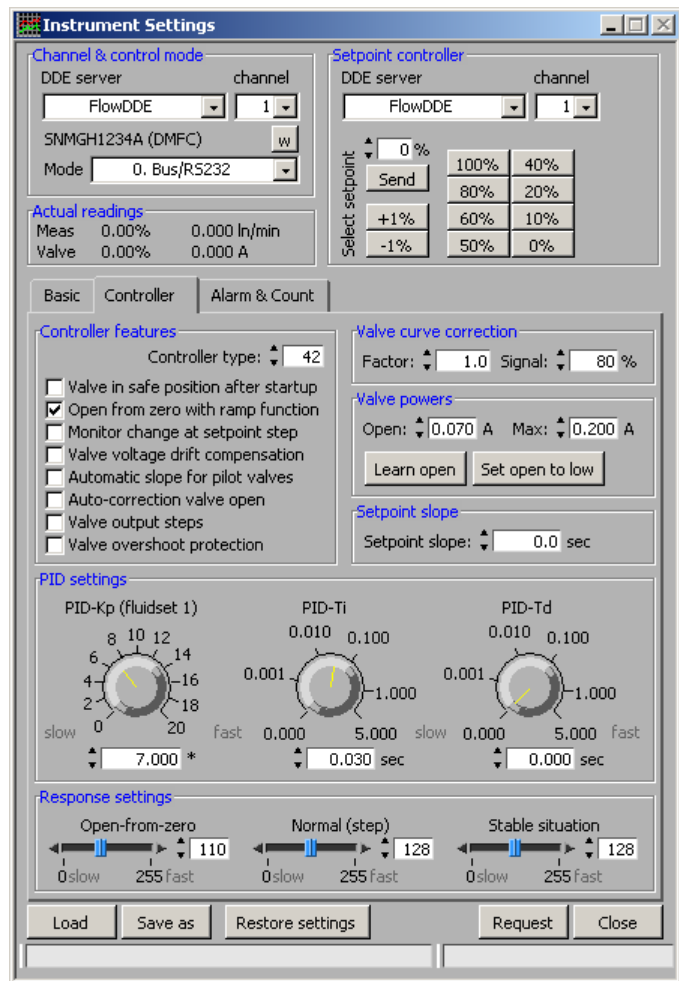 Instrument Settings
Channel & control mode
DDE server channel
FlowDDE 1
SNMGH1234A (DMFC) w
Mode 0. Bus/RS232
Actual readings
Meas 0.00% 0.000 ln/min
Valve 0.00% 0.000 A
Setpoint controller
DDE server channel
FlowDDE 1
Select setpoint
0 %
Send
+1%
-1%
100% 40%
80% 20%
60% 10%
50% 0%
Basic Controller Alarm & Count
Controller features
Controller type: 42
Valve in safe position after startup
Open from zero with ramp function
Monitor change at setpoint step
Valve voltage drift compensation
Automatic slope for pilot valves
Auto-correction valve open
Valve output steps
Valve overshoot protection
Valve curve correction
Factor: 1.0 Signal: 80 %
Valve powers
Open: 0.070 A Max: 0.200 A
Learn open Set open to low
Setpoint slope
Setpoint slope: 0.0 sec
PID settings
PID-Kp (fluidset 1) PID-Ti PID-Td
8 10 12 0.010 0.100 0.010 0.100
6 14
4 16 0.001 1.000 0.001 1.000
2 18
slow 0 20 fast 0.000 5.000 slow 0.000 5.000 fast
7.000 * 0.030 sec 0.000 sec
Response settings
Open-from-zero Normal (step) Stable situation
110 128 128
0 slow 255 fast 0 slow 255 fast 0 slow 255 fast
Load Save as Restore settings Request Close